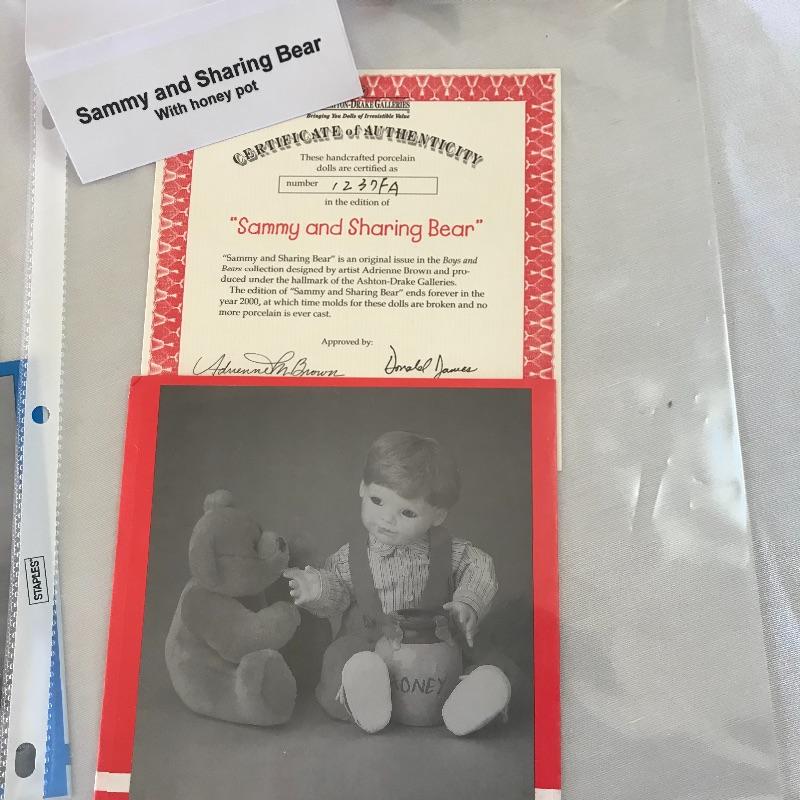 Sammy and Sharing Bear
With honey pot
-DRAKE GALLERIES
Bringing You Dolls of Irresistible Value
CERTIFICATE of AUTHENTICITY
These handcrafted porcelain
dolls are certified as
number 1237FA
in the edition of
"Sammy and Sharing Bear"
"Sammy and Sharing Bear" is an original issue in the Boys and
Bears collection designed by artist Adrienne Brown and pro-
duced under the hallmark of the Ashton-Drake Galleries.
The edition of "Sammy and Sharing Bear" ends forever in the
year 2000, at which time molds for these dolls are broken and no
more porcelain is ever cast.
Approved by:
Adrienne M Brown Donald James
HONEY
STAPLES